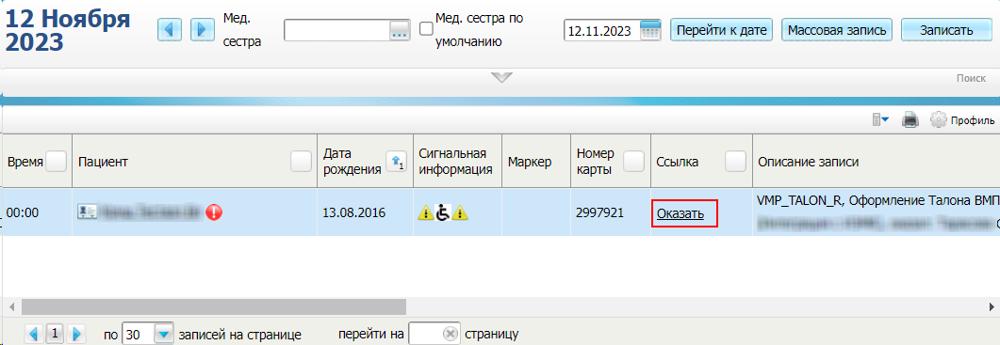 12 Ноября
2023
Мед.
сестра
...
Мед. сестра по
умолчанию
12.11.2023
Перейти к дате
Массовая запись
Записать
Поиск
Профиль
Время
Пациент
Дата
рождения
1
Сигнальная
информация
Маркер
Номер
карты
Ссылка
Описание записи
00:00
13.08.2016
2997921
Оказать
VMP_TALON_R, Оформление Талона ВМП
1
по
30
записей на странице
перейти на
страницу